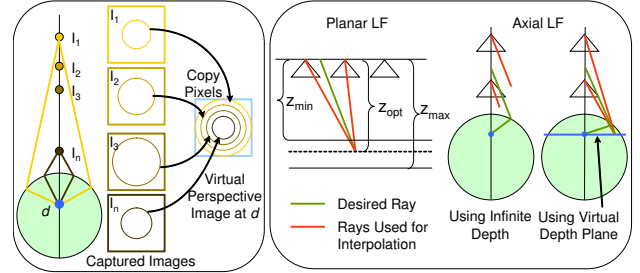 I1
I2
I3
In
d
I1
I2
I3
In
Captured Images
Copy
Pixels
Virtual
Perspective
Image at d
Planar LF
zmin
zopt
zmax
Desired Ray
Rays Used for
Interpolation
Axial LF
Using Infinite
Depth
Using Virtual
Depth Plane